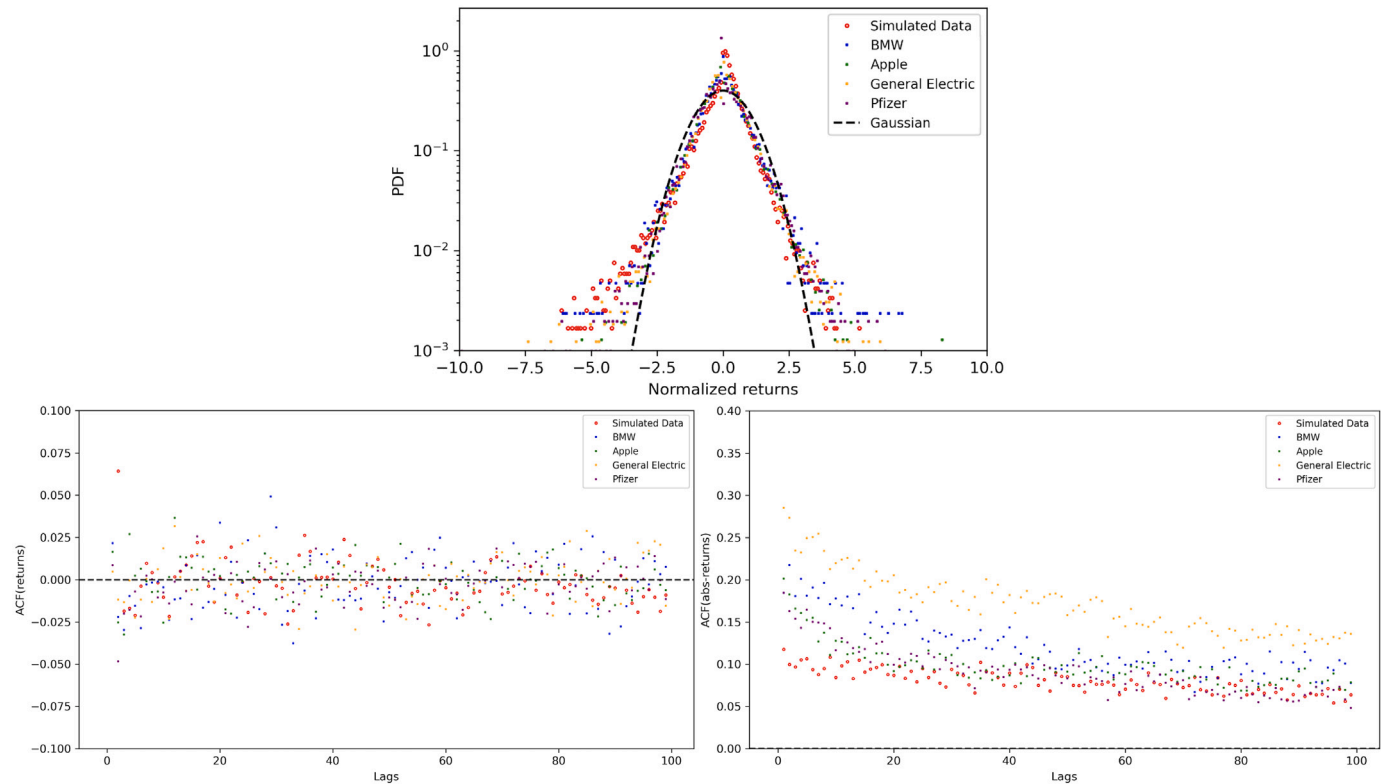 Simulated Data
BMW
Apple
General Electric
Pfizer
Gaussian
10⁰
10⁻¹
10⁻²
10⁻³
PDF
−10.0 −7.5 −5.0 −2.5 0.0 2.5 5.0 7.5 10.0
Normalized returns
Simulated Data
BMW
Apple
General Electric
Pfizer
0.100
0.075
0.050
0.025
0.000
−0.025
−0.050
−0.075
−0.100
ACF(returns)
0 20 40 60 80 100
Lags
Simulated Data
BMW
Apple
General Electric
Pfizer
0.40
0.35
0.30
0.25
0.20
0.15
0.10
0.05
0.00
ACF(abs-returns)
0 20 40 60 80 100
Lags